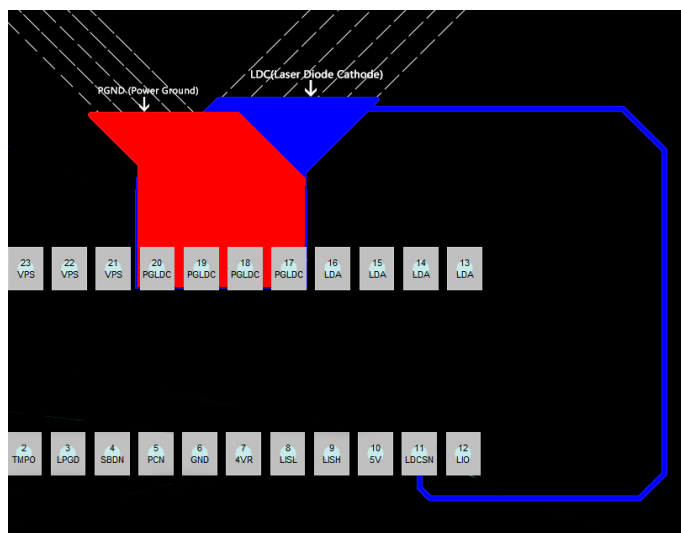 LDC(Laser Diode Cathode)
PGND (Power Ground)
23 22 21 20 19 18 17 16 15 14 13
VPS VPS VPS PGLDC PGLDC PGLDC PGLDC LDA LDA LDA LDA
2 3 4 5 6 7 8 9 10 11 12
TMPO LPGD SBDN PCN GND 4VR LISL LISH 5V LDCSN LIO